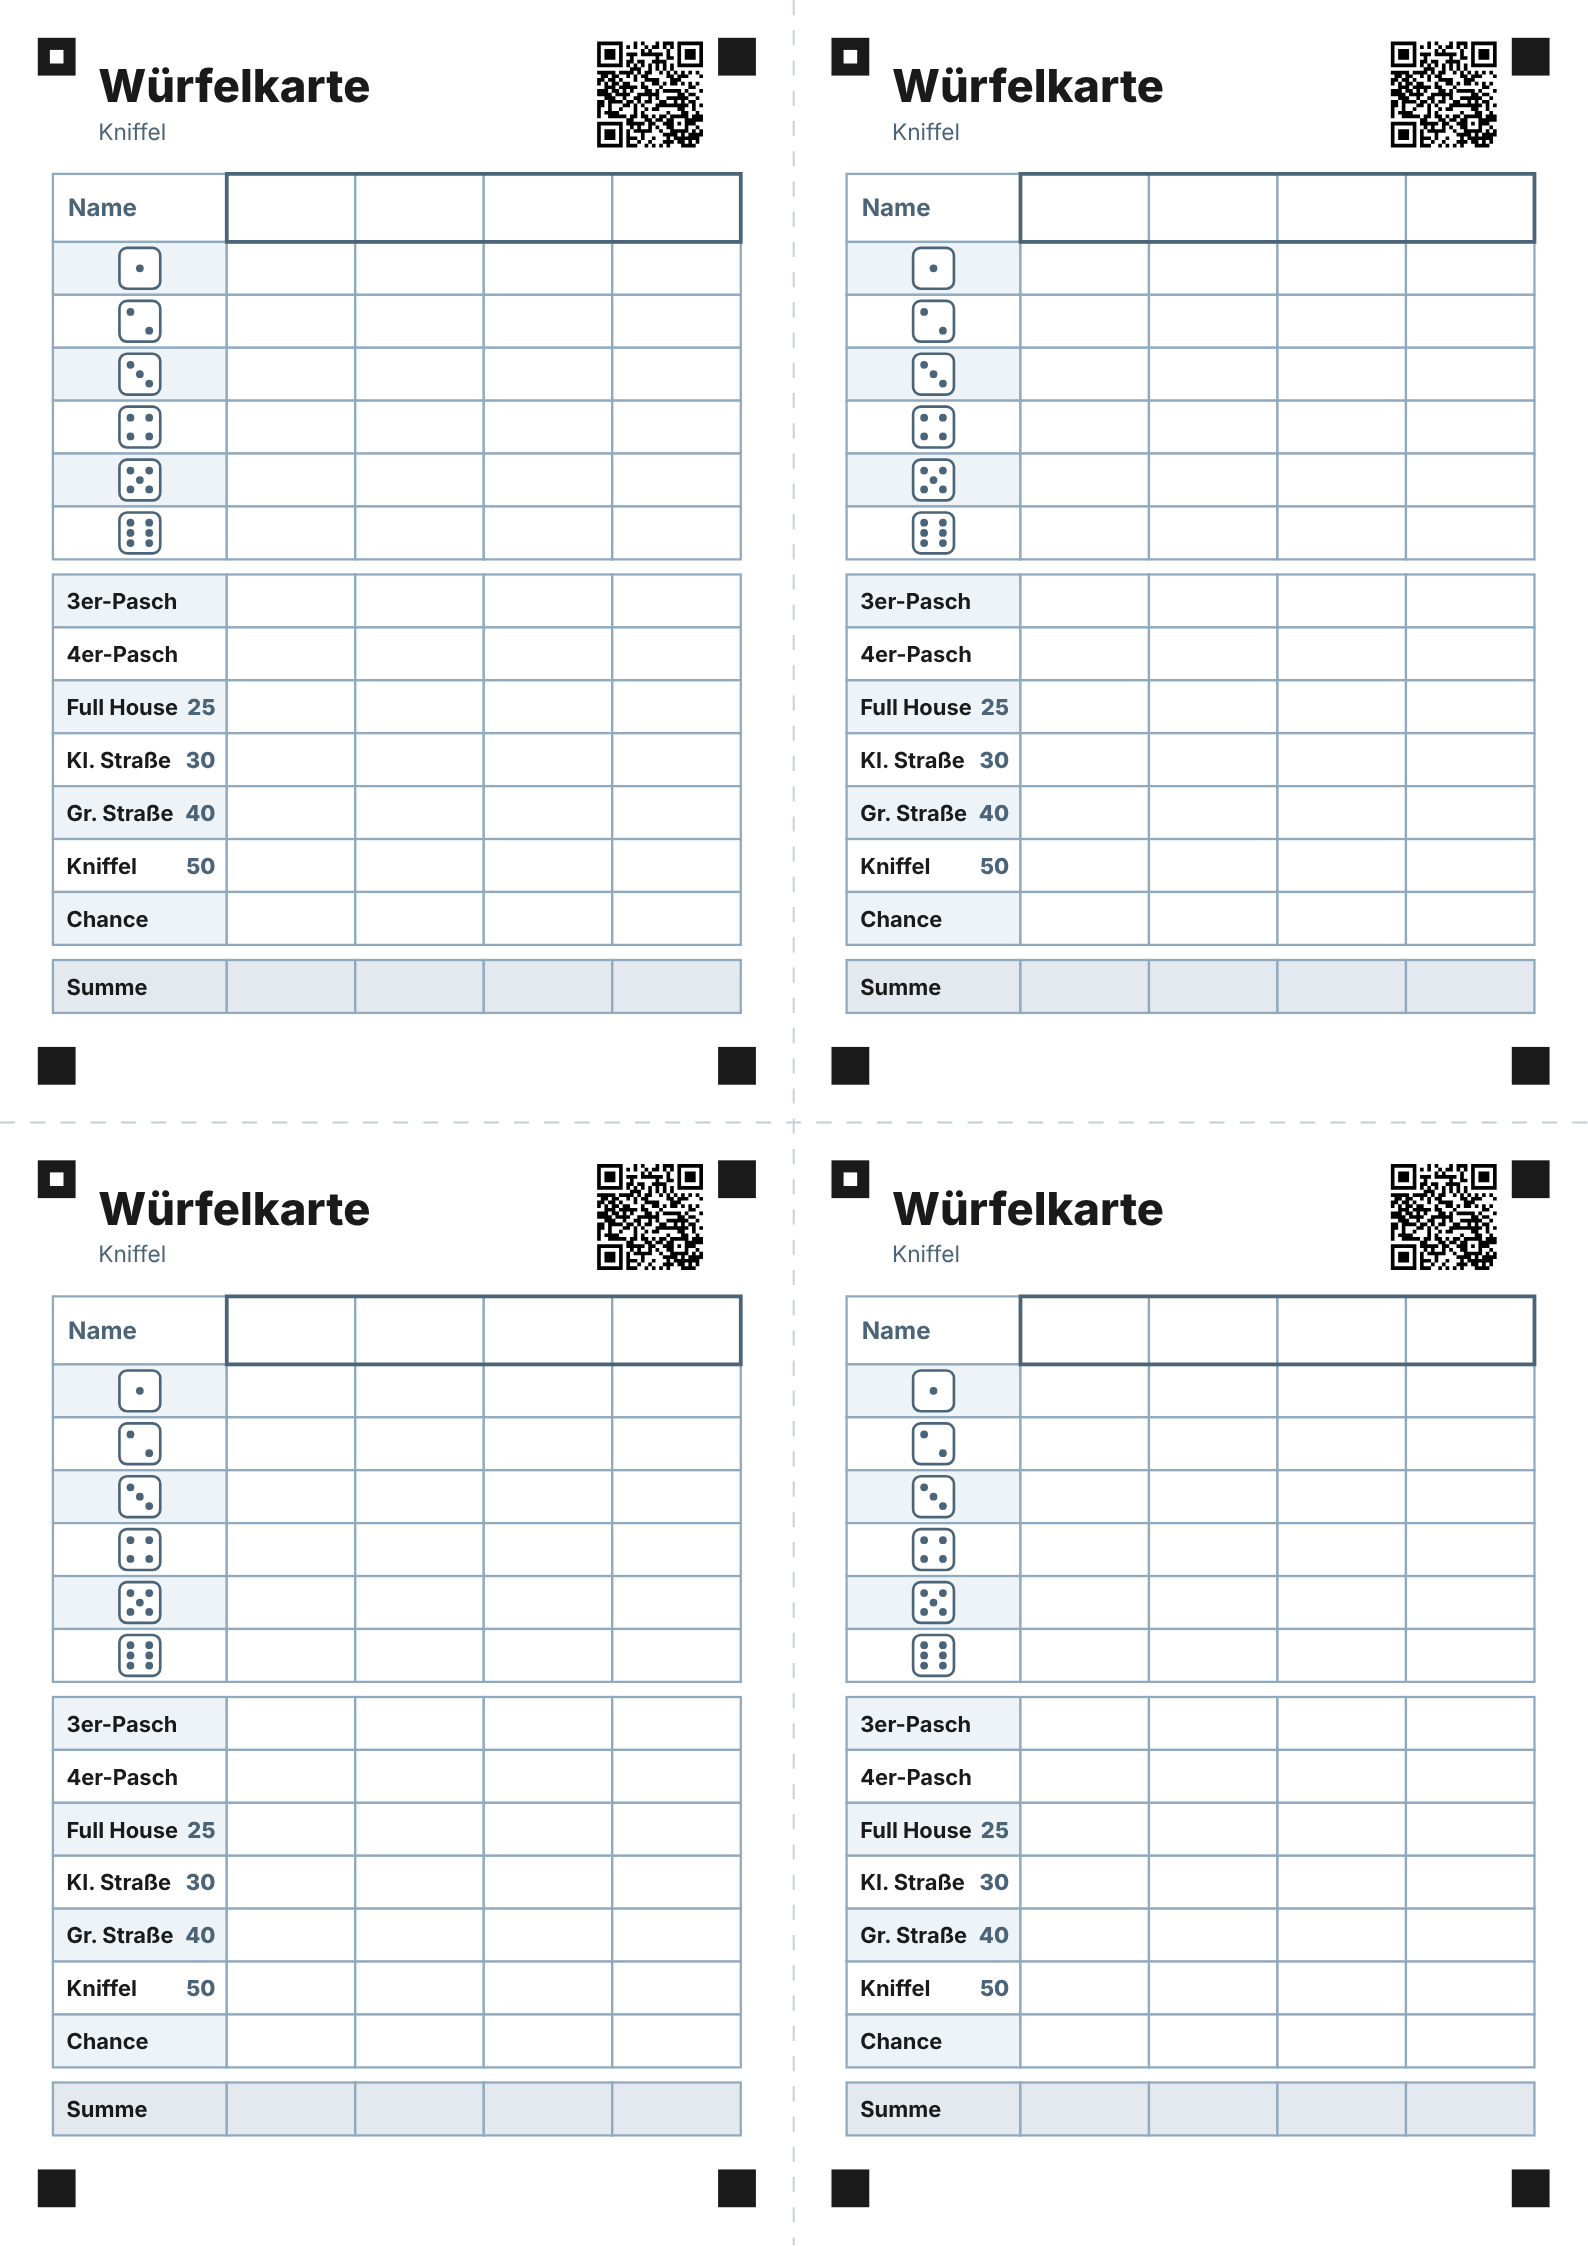 Würfelkarte
Kniffel
Name
3er-Pasch
4er-Pasch
Full House 25
Kl. Straße 30
Gr. Straße 40
Kniffel 50
Chance
Summe
Würfelkarte
Kniffel
Name
3er-Pasch
4er-Pasch
Full House 25
Kl. Straße 30
Gr. Straße 40
Kniffel 50
Chance
Summe
Würfelkarte
Kniffel
Name
3er-Pasch
4er-Pasch
Full House 25
Kl. Straße 30
Gr. Straße 40
Kniffel 50
Chance
Summe
Würfelkarte
Kniffel
Name
3er-Pasch
4er-Pasch
Full House 25
Kl. Straße 30
Gr. Straße 40
Kniffel 50
Chance
Summe